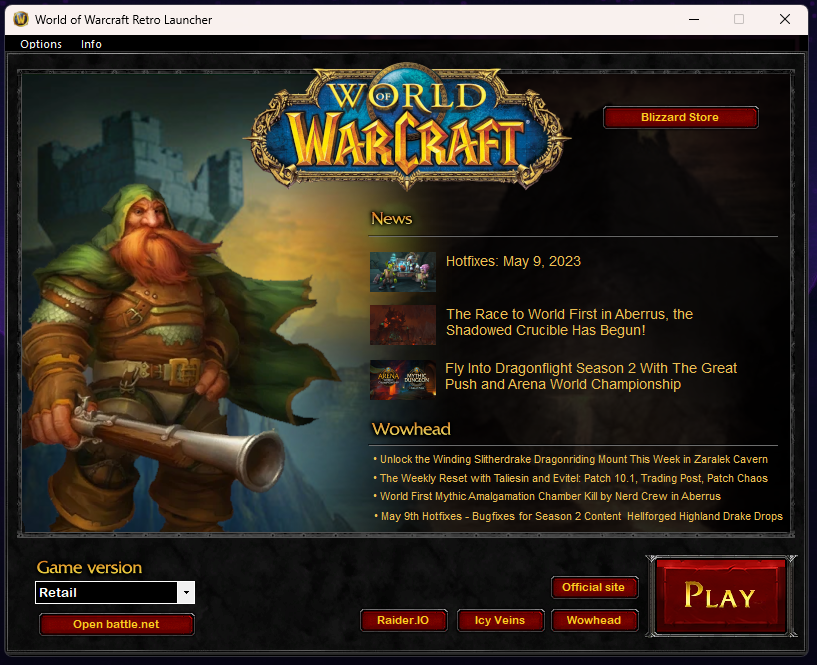 World of Warcraft Retro Launcher
Options Info
WORLD
OF
WARCRAFT
Blizzard Store
News
Hotfixes: May 9, 2023
The Race to World First in Aberrus, the
Shadowed Crucible Has Begun!
ARENA
MYTHIC
DUNGEON
Fly Into Dragonflight Season 2 With The Great
Push and Arena World Championship
Wowhead
• Unlock the Winding Slitherdrake Dragonriding Mount This Week in Zaralek Cavern
• The Weekly Reset with Taliesin and Evitel: Patch 10.1, Trading Post, Patch Chaos
• World First Mythic Amalgamation Chamber Kill by Nerd Crew in Aberrus
• May 9th Hotfixes - Bugfixes for Season 2 Content  Hellforged Highland Drake Drops
Game version
Retail
Open battle.net
Official site
Raider.IO
Icy Veins
Wowhead
PLAY